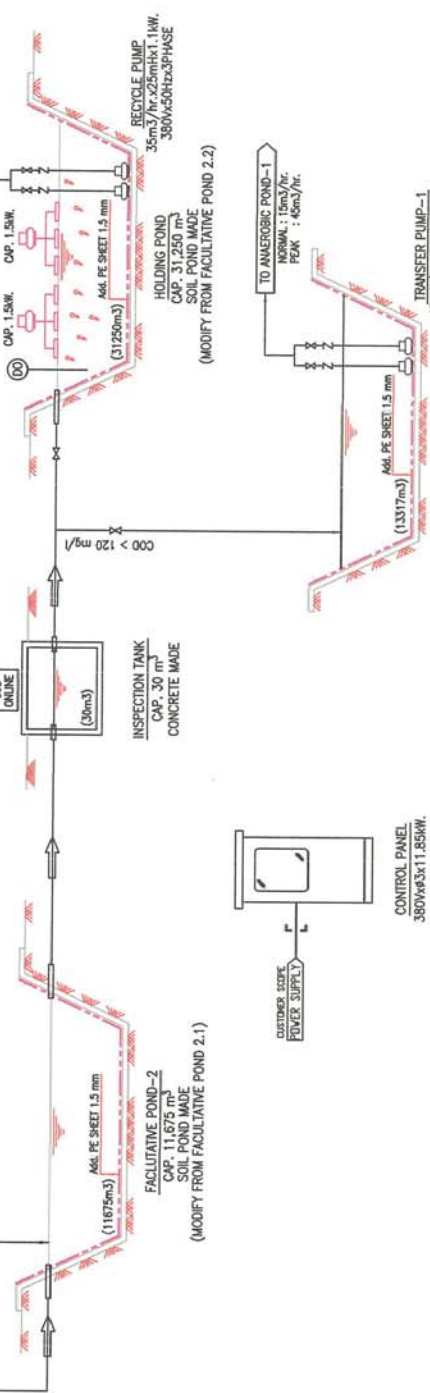 Add. PE SHEET 1.5 mm
(11675m3)
FACLUTATIVE POND-2
CAP. 11,675 m³
SOIL POND MADE
(MODIFY FROM FACULTATIVE POND 2.1)
ONLINE
(30m3)
INSPECTION TANK
CAP. 30 m³
CONCRETE MADE
COD > 120 mg/l
DO
CAP. 1.5kW.
CAP. 1.5kW.
Add. PE SHEET 1.5 mm
(31250m3)
HOLDING POND
CAP. 31,250 m³
SOIL POND MADE
(MODIFY FROM FACULTATIVE POND 2.2)
RECYCLE PUMP
35m3/hr.x25mHx1.1kW.
380Vx50Hzx3PHASE
TO ANAEROBIC POND-1
NORMAL : 15m3/hr.
PEAK : 45m3/hr.
Add. PE SHEET 1.5 mm
(13317m3)
TRANSFER PUMP-1
CUSTOMER SCOPE
POWER SUPPLY
CONTROL PANEL
380Vxø3x11.85kW.